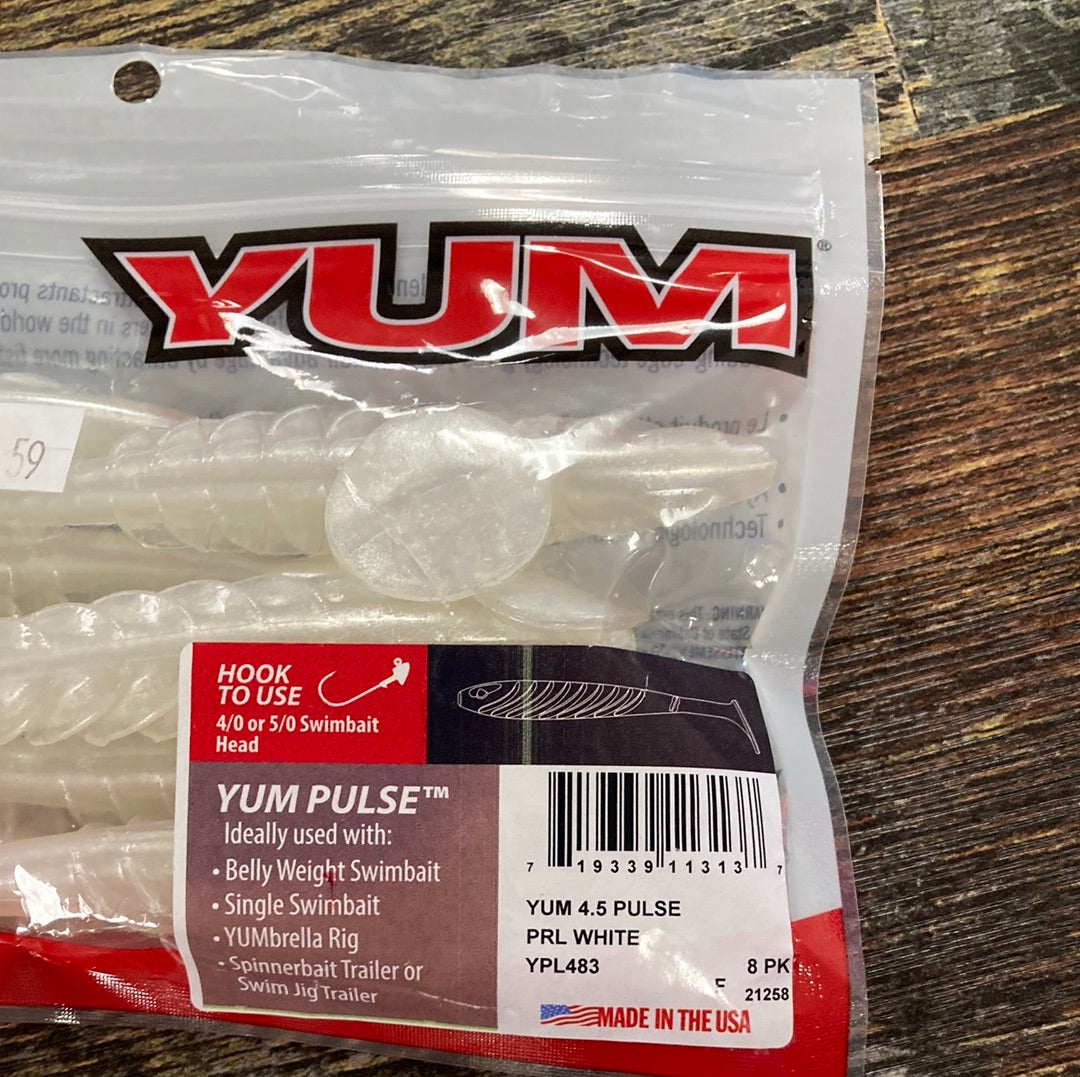 YUM®
59
HOOK
TO USE
4/0 or 5/0 Swimbait
Head
YUM PULSE™
Ideally used with:
• Belly Weight Swimbait
• Single Swimbait
• YUMbrella Rig
• Spinnerbait Trailer or
Swim Jig Trailer
7 19339 11313 7
YUM 4.5 PULSE
PRL WHITE
YPL483
8 PK
21258
MADE IN THE USA